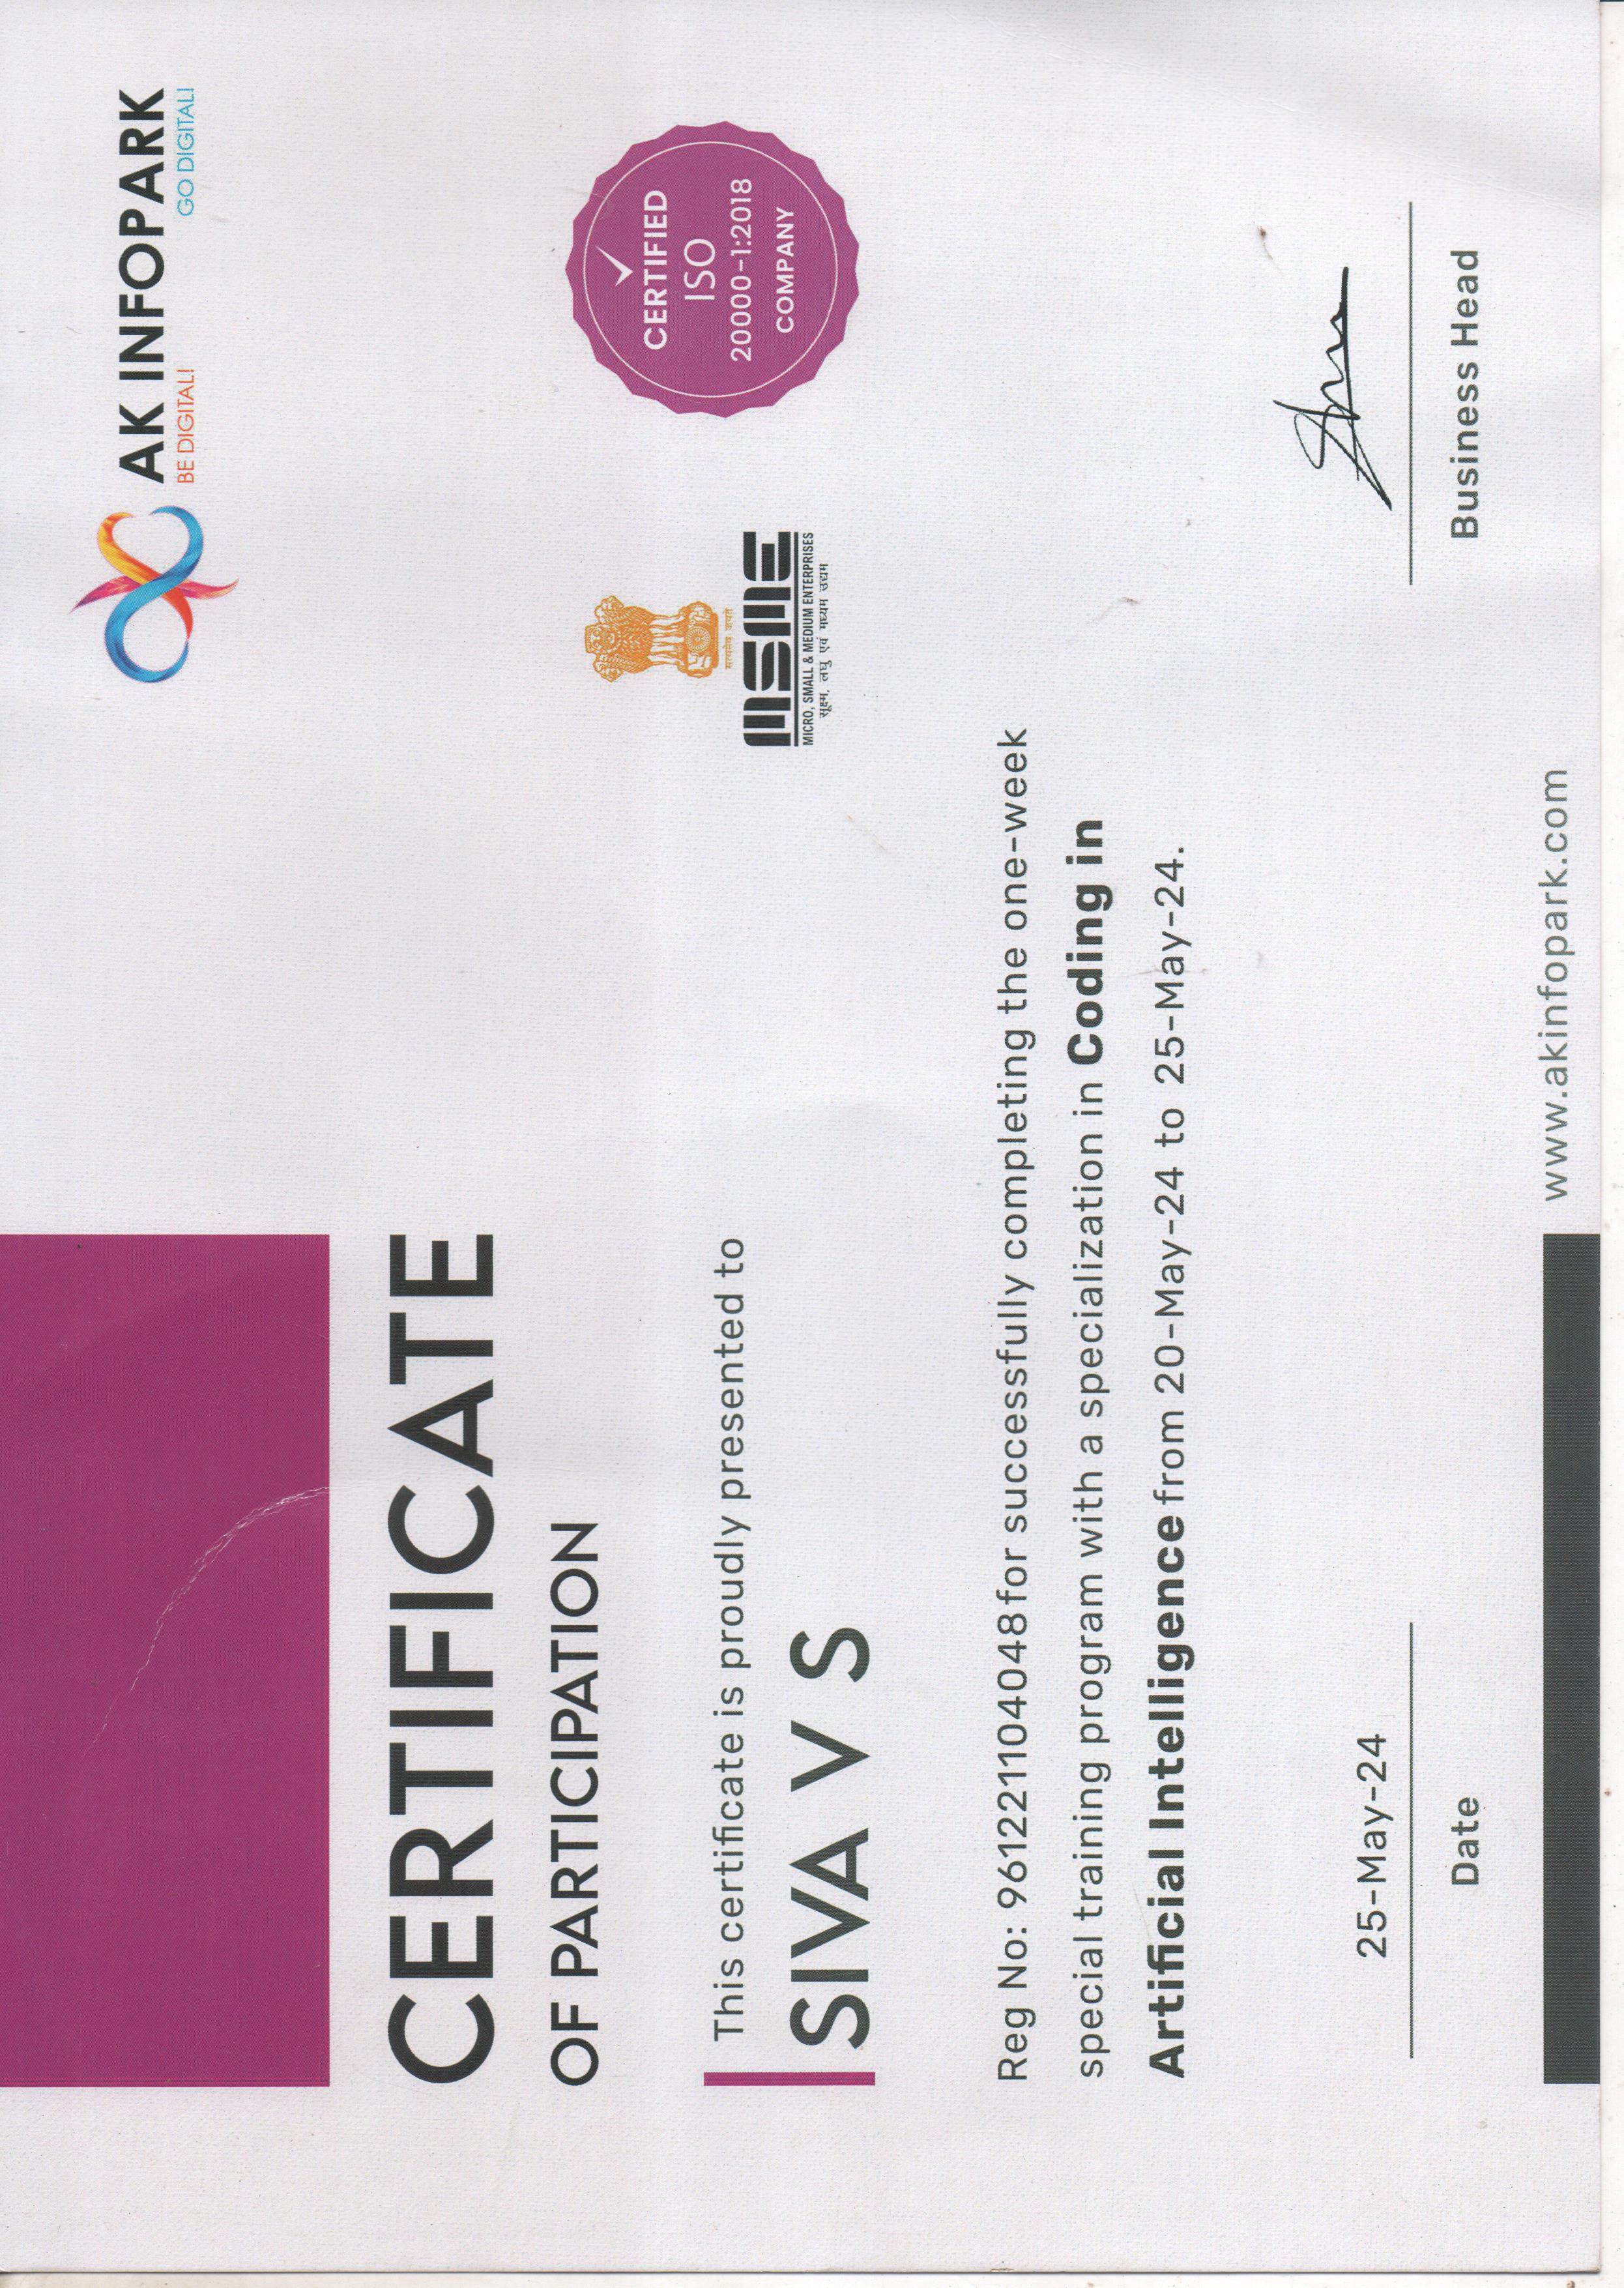 AK INFOPARK
BE DIGITAL! GO DIGITAL!
CERTIFICATE
OF PARTICIPATION
This certificate is proudly presented to
SIVA V S
सत्यमेव जयते
MSME
MICRO, SMALL & MEDIUM ENTERPRISES
सूक्ष्म, लघु एवं मध्यम उद्यम
CERTIFIED
ISO
20000-1:2018
COMPANY
Reg No: 961221104048 for successfully completing the one-week
special training program with a specialization in Coding in
Artificial Intelligence from 20-May-24 to 25-May-24.
25-May-24
Date
Business Head
www.akinfopark.com